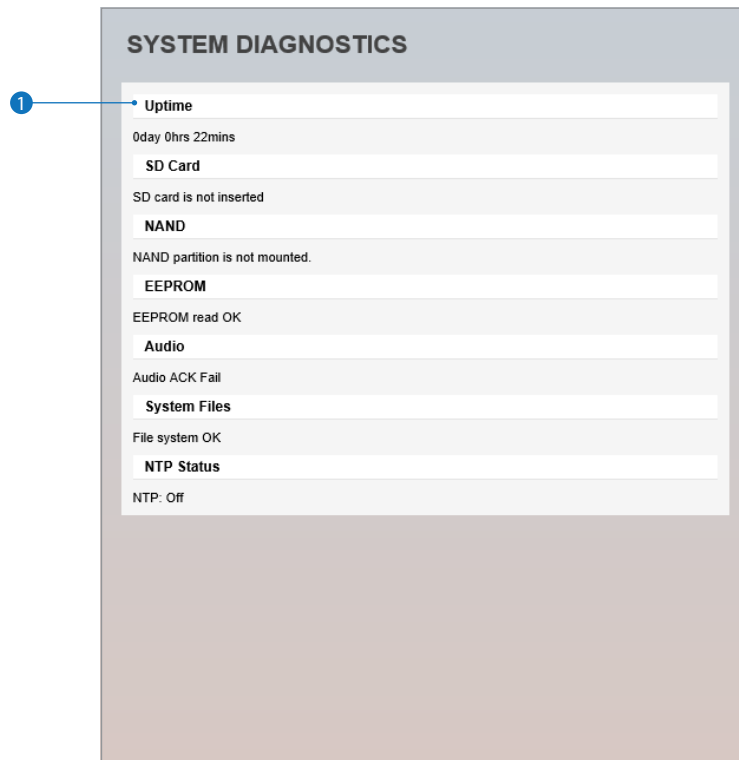 SYSTEM DIAGNOSTICS
1
Uptime
0day 0hrs 22mins
SD Card
SD card is not inserted
NAND
NAND partition is not mounted.
EEPROM
EEPROM read OK
Audio
Audio ACK Fail
System Files
File system OK
NTP Status
NTP: Off